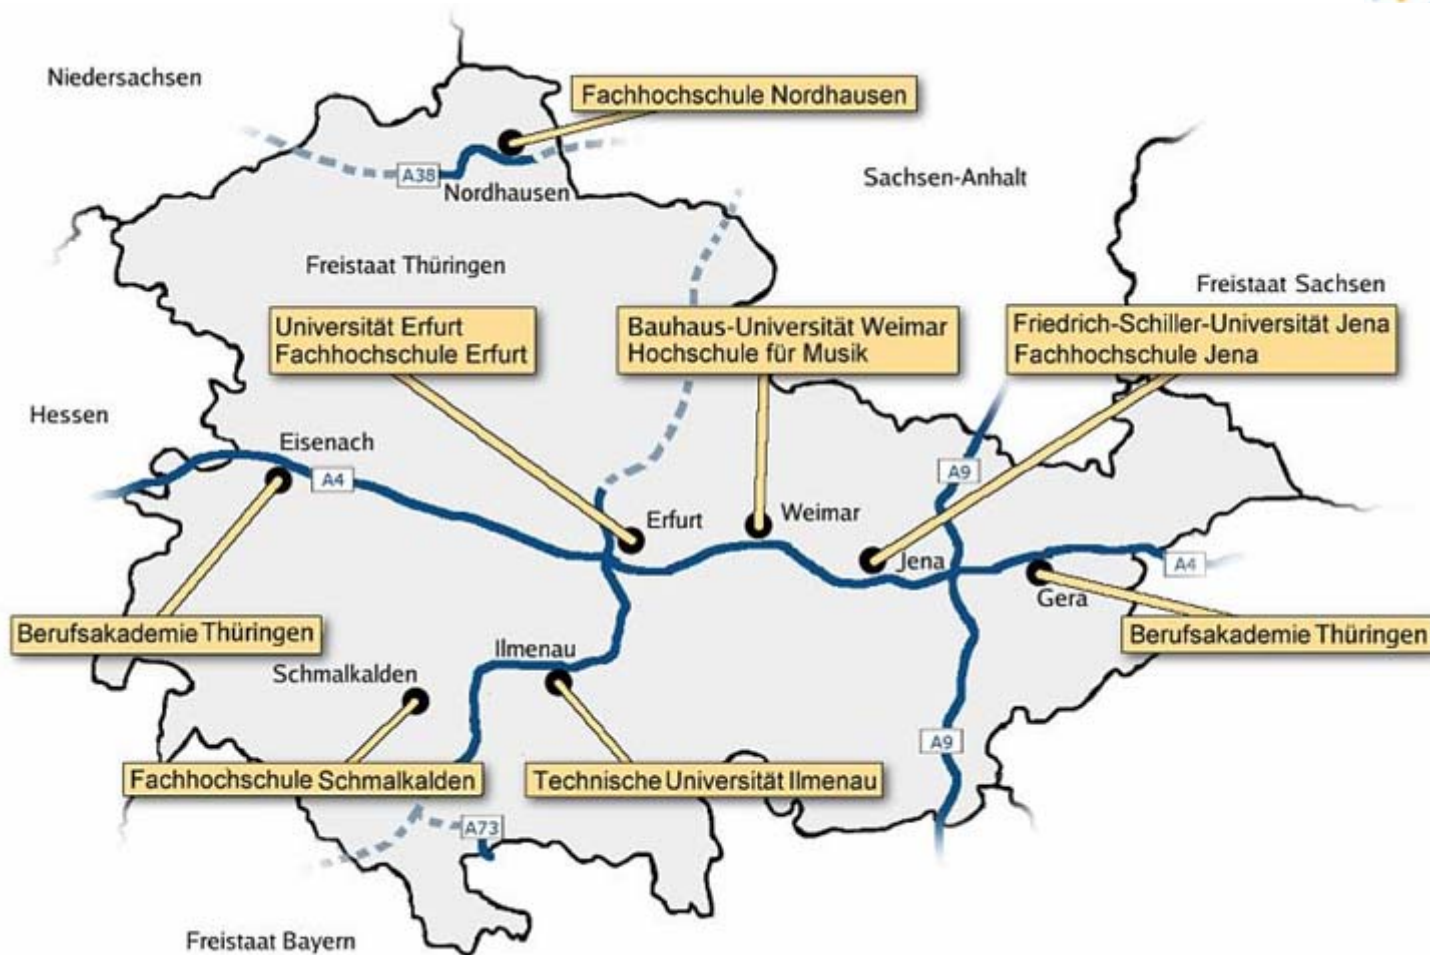 Niedersachsen
Fachhochschule Nordhausen
A38
Nordhausen
Sachsen-Anhalt
Freistaat Thüringen
Freistaat Sachsen
Universität Erfurt
Fachhochschule Erfurt
Bauhaus-Universität Weimar
Hochschule für Musik
Friedrich-Schiller-Universität Jena
Fachhochschule Jena
Hessen
Eisenach
A4
A9
Erfurt
Weimar
Jena
A4
Gera
Berufsakademie Thüringen
Berufsakademie Thüringen
Ilmenau
Schmalkalden
A9
Fachhochschule Schmalkalden
Technische Universität Ilmenau
A73
Freistaat Bayern